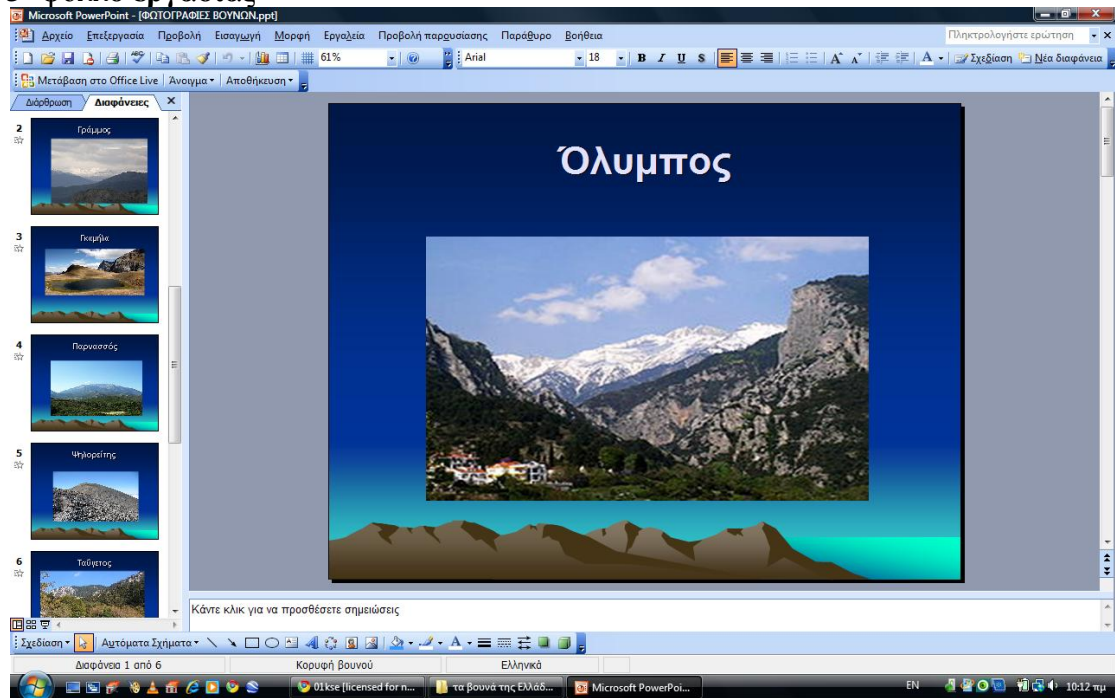 φύλλο εργασίας
Microsoft PowerPoint - [ΦΩΤΟΓΡΑΦΙΕΣ ΒΟΥΝΩΝ.ppt]
Αρχείο Επεξεργασία Προβολή Εισαγωγή Μορφή Εργαλεία Προβολή παρουσίασης Παράθυρο Βοήθεια Πληκτρολογήστε ερώτηση
61% Arial 18 B I U S A A A Σχεδίαση Νέα διαφάνεια
Μετάβαση στο Office Live Άνοιγμα Αποθήκευση
Διάρθρωση Διαφάνειες
2 Γράμμος
3 Γκεμήλα
4 Παρνασσός
5 Ψηλορείτης
6 Ταΰγετος
Όλυμπος
Κάντε κλικ για να προσθέσετε σημειώσεις
Σχεδίαση Αυτόματα Σχήματα
Διαφάνεια 1 από 6 Κορυφή βουνού Ελληνικά
01kse [licensed for n... τα βουνά της Ελλάδ... Microsoft PowerPoi... EN 10:12 πμ